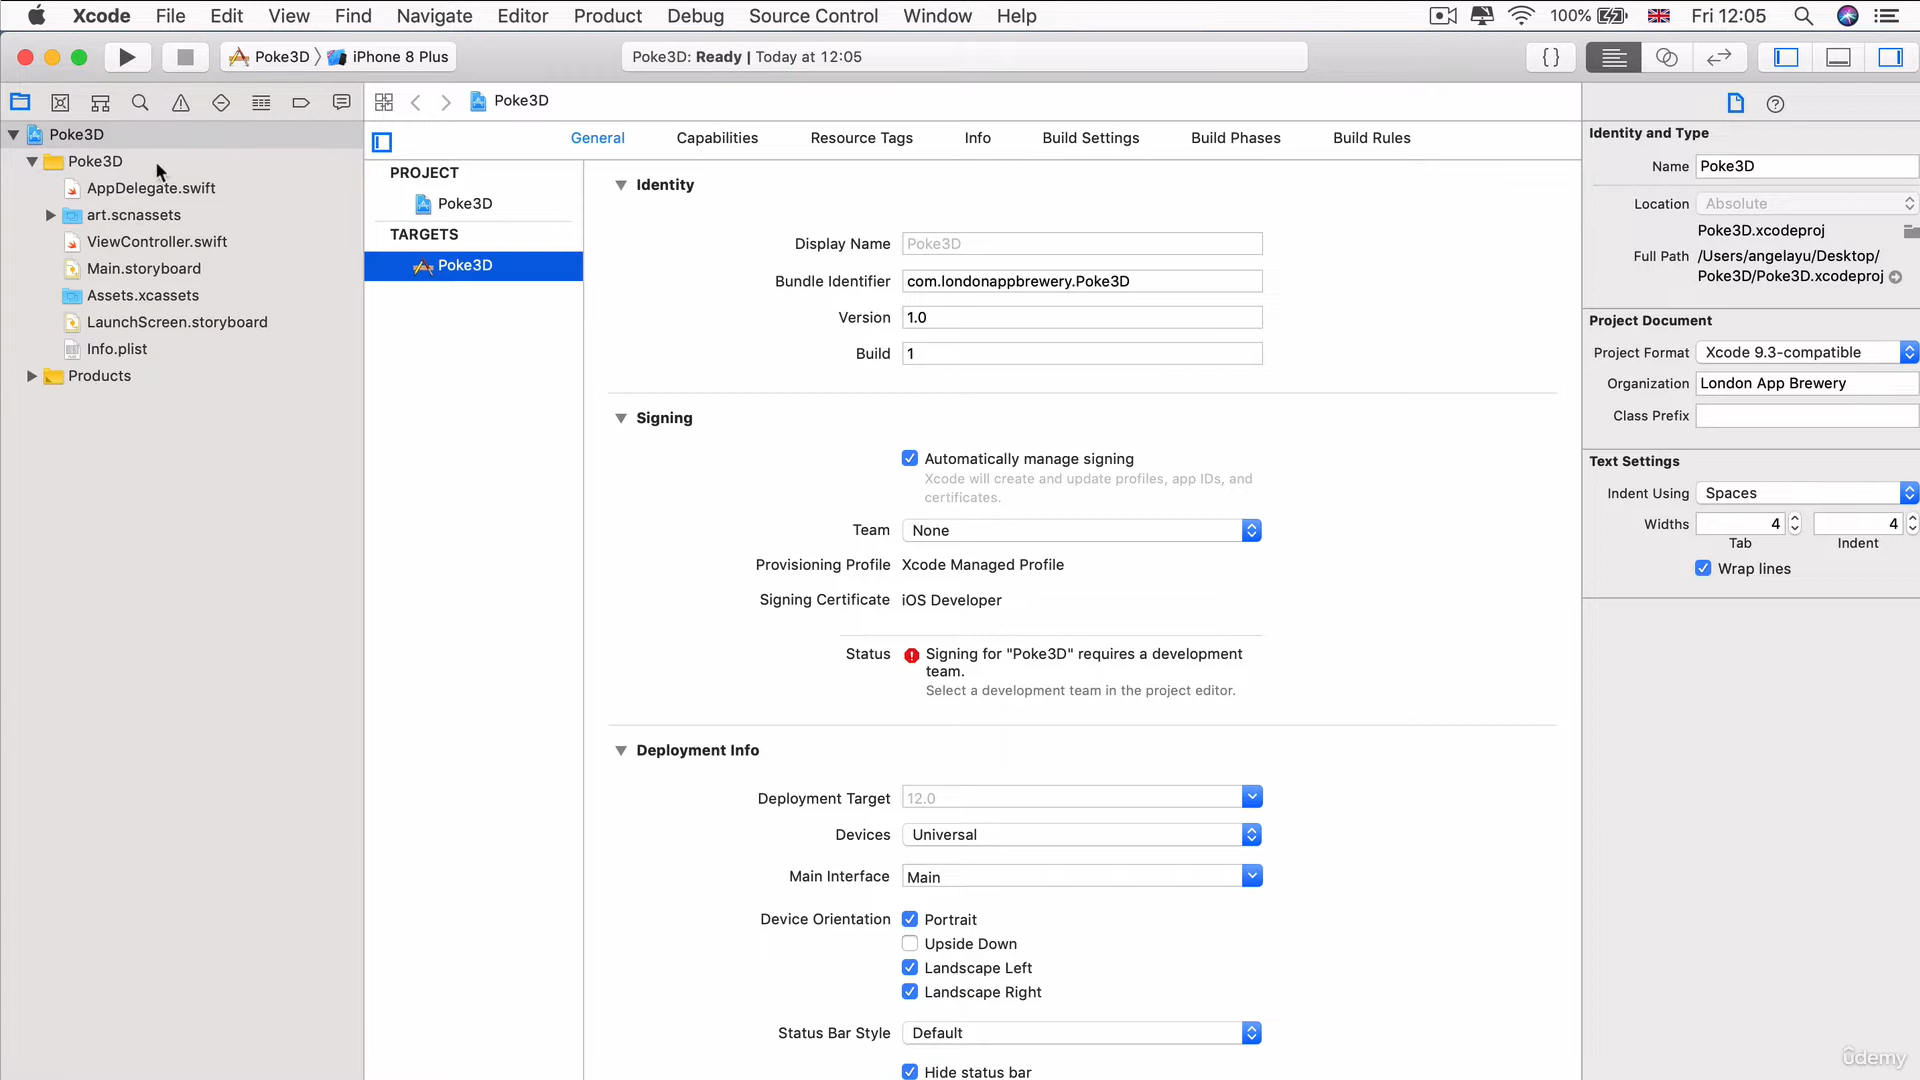 Xcode File Edit View Find Navigate Editor Product Debug Source Control Window Help 100% Fri 12:05
Poke3D iPhone 8 Plus Poke3D: Ready | Today at 12:05 {}
Poke3D
General Capabilities Resource Tags Info Build Settings Build Phases Build Rules
Poke3D
Poke3D
AppDelegate.swift
art.scnassets
ViewController.swift
Main.storyboard
Assets.xcassets
LaunchScreen.storyboard
Info.plist
Products
PROJECT
Poke3D
TARGETS
Poke3D
Identity
Display Name Poke3D
Bundle Identifier com.londonappbrewery.Poke3D
Version 1.0
Build 1
Signing
Automatically manage signing
Xcode will create and update profiles, app IDs, and
certificates.
Team None
Provisioning Profile Xcode Managed Profile
Signing Certificate iOS Developer
Status Signing for "Poke3D" requires a development
team.
Select a development team in the project editor.
Deployment Info
Deployment Target 12.0
Devices Universal
Main Interface Main
Device Orientation Portrait
Upside Down
Landscape Left
Landscape Right
Status Bar Style Default
Hide status bar
Identity and Type
Name Poke3D
Location Absolute
Poke3D.xcodeproj
Full Path /Users/angelayu/Desktop/
Poke3D/Poke3D.xcodeproj
Project Document
Project Format Xcode 9.3-compatible
Organization London App Brewery
Class Prefix
Text Settings
Indent Using Spaces
Widths 4 4
Tab Indent
Wrap lines
ûdemy